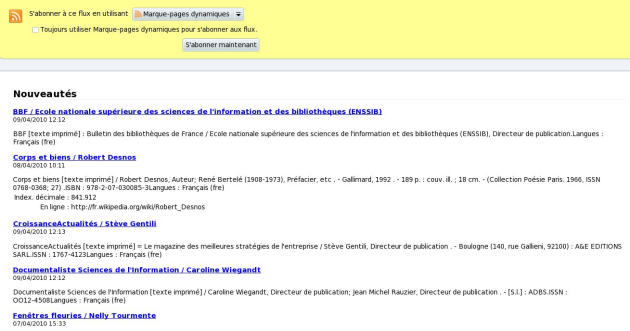 S'abonner à ce flux en utilisant Marque-pages dynamiques
Toujours utiliser Marque-pages dynamiques pour s'abonner aux flux.
S'abonner maintenant
Nouveautés
BBF / Ecole nationale supérieure des sciences de l'information et des bibliothèques (ENSSIB)
09/04/2010 12:12
BBF [texte imprimé] : Bulletin des bibliothèques de France / Ecole nationale supérieure des sciences de l'information et des bibliothèques (ENSSIB), Directeur de publication.Langues :
Français (fre)
Corps et biens / Robert Desnos
08/04/2010 10:11
Corps et biens [texte imprimé] / Robert Desnos, Auteur; René Bertelé (1908-1973), Préfacier, etc . - Gallimard, 1992 . - 189 p. : couv. ill. ; 18 cm. - (Collection Poésie Paris. 1966, ISSN
0768-0368; 27) .ISBN : 978-2-07-030085-3Langues : Français (fre)
Index. décimale : 841.912
En ligne : http://fr.wikipedia.org/wiki/Robert_Desnos
CroissanceActualités / Stève Gentili
09/04/2010 12:13
CroissanceActualités [texte imprimé] = Le magazine des meilleures stratégies de l'entreprise / Stève Gentili, Directeur de publication . - Boulogne (140, rue Gallieni, 92100) : A&E EDITIONS
SARL.ISSN : 1767-4123Langues : Français (fre)
Documentaliste Sciences de l'Information / Caroline Wiegandt
09/04/2010 12:12
Documentaliste Sciences de l'Information [texte imprimé] / Caroline Wiegandt, Directeur de publication; Jean Michel Rauzier, Directeur de publication . - [S.l.] : ADBS.ISSN :
OO12-4508Langues : Français (fre)
Fenêtres fleuries / Nelly Tourmente
07/04/2010 15:33